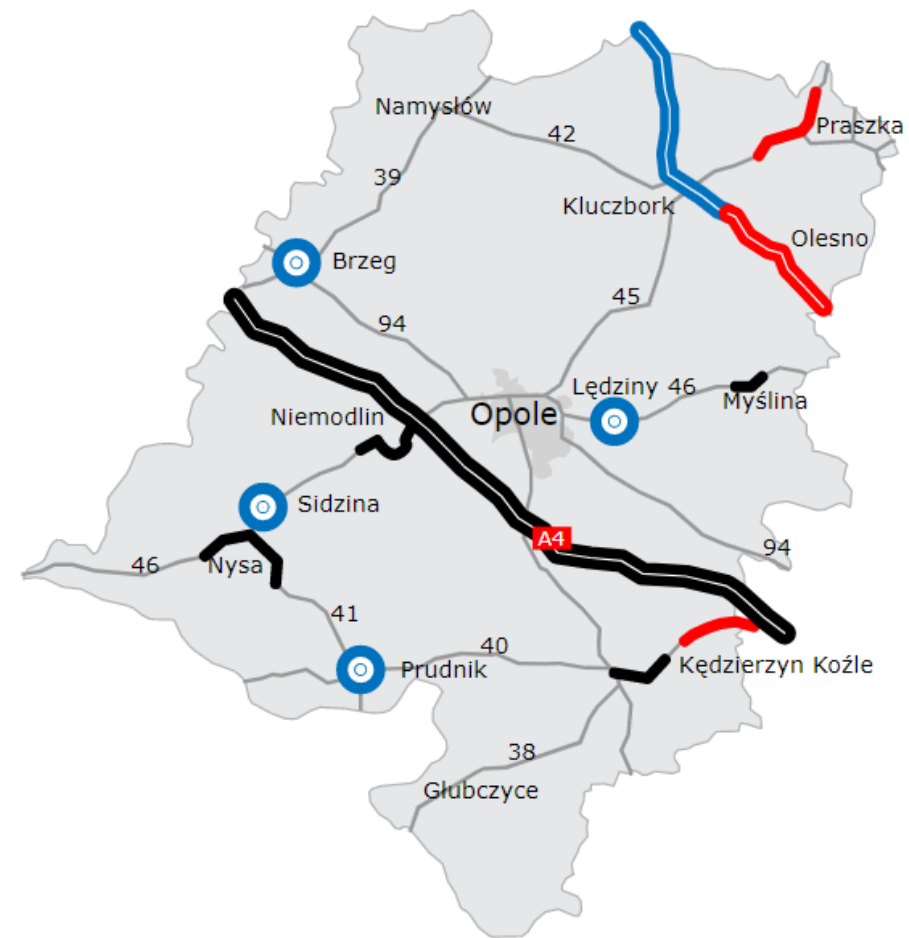 Namysłów
42
Praszka
39
Kluczbork
Olesno
Brzeg
45
94
Lędziny 46
Myślina
Niemodlin
Opole
Sidzina
A4
94
46
Nysa
41
40
Prudnik
Kędzierzyn Koźle
38
Głubczyce